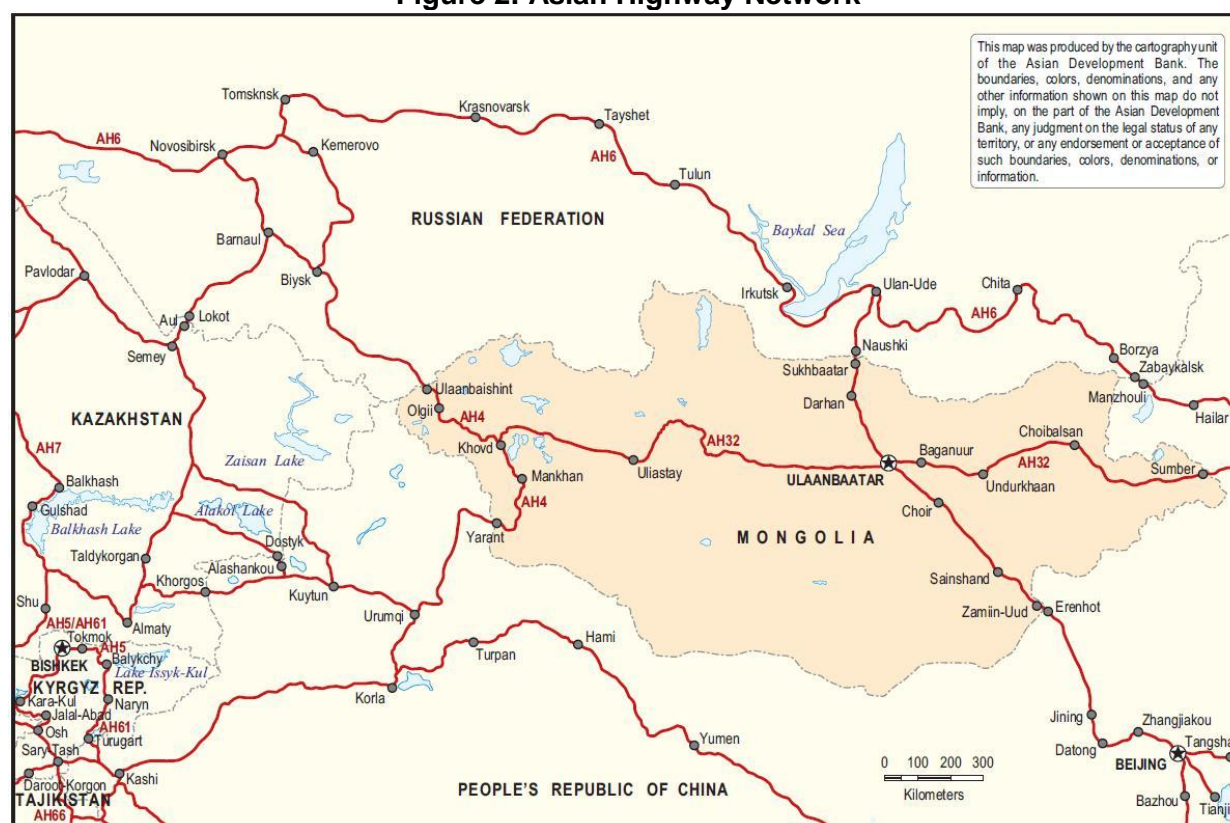 Figure 2: Asian Highway Network
This map was produced by the cartography unit
of the Asian Development Bank. The
boundaries, colors, denominations, and any
other information shown on this map do not
imply, on the part of the Asian Development
Bank, any judgment on the legal status of any
territory, or any endorsement or acceptance of
such boundaries, colors, denominations, or
information.
Tomsknsk
Krasnovarsk
Tayshet
AH6
Novosibirsk
Kemerovo
AH6
Tulun
RUSSIAN FEDERATION
Baykal Sea
Barnaul
Pavlodar
Biysk
Irkutsk
Ulan-Ude
Chita
AH6
Lokot
Aul
Semey
Naushki
Sukhbaatar
Borzya
Zabaykalsk
Manzhouli
Hailar
Ulaanbaishint
Olgii
AH4
Darhan
KAZAKHSTAN
Khovd
AH32
Baganuur
Choibalsan
AH32
AH7
Zaisan Lake
Uliastay
ULAANBAATAR
Undurkhaan
Sumber
Balkhash
Mankhan
AH4
Gulshad
Alakol Lake
Choir
Balkhash Lake
Yarant
MONGOLIA
Dostyk
Taldykorgan
Alashankou
Khorgos
Kuytun
Sainshand
Shu
Urumqi
Zamiin-Uud
Erenhot
AH5/AH61
Almaty
Tokmok
AH5
BISHKEK
Balykchy
Lake Issyk-Kul
Turpan
Hami
KYRGYZ REP.
Kara-Kul
Naryn
Korla
Jalal-Abad
Jining
Zhangjiakou
Osh
AH61
Turugart
Yumen
Datong
Tangsha
Sary-Tash
BEIJING
Daroot-Korgon
Kashi
0 100 200 300
Kilometers
TAJIKISTAN
PEOPLE'S REPUBLIC OF CHINA
Bazhou
Tianji
AH66